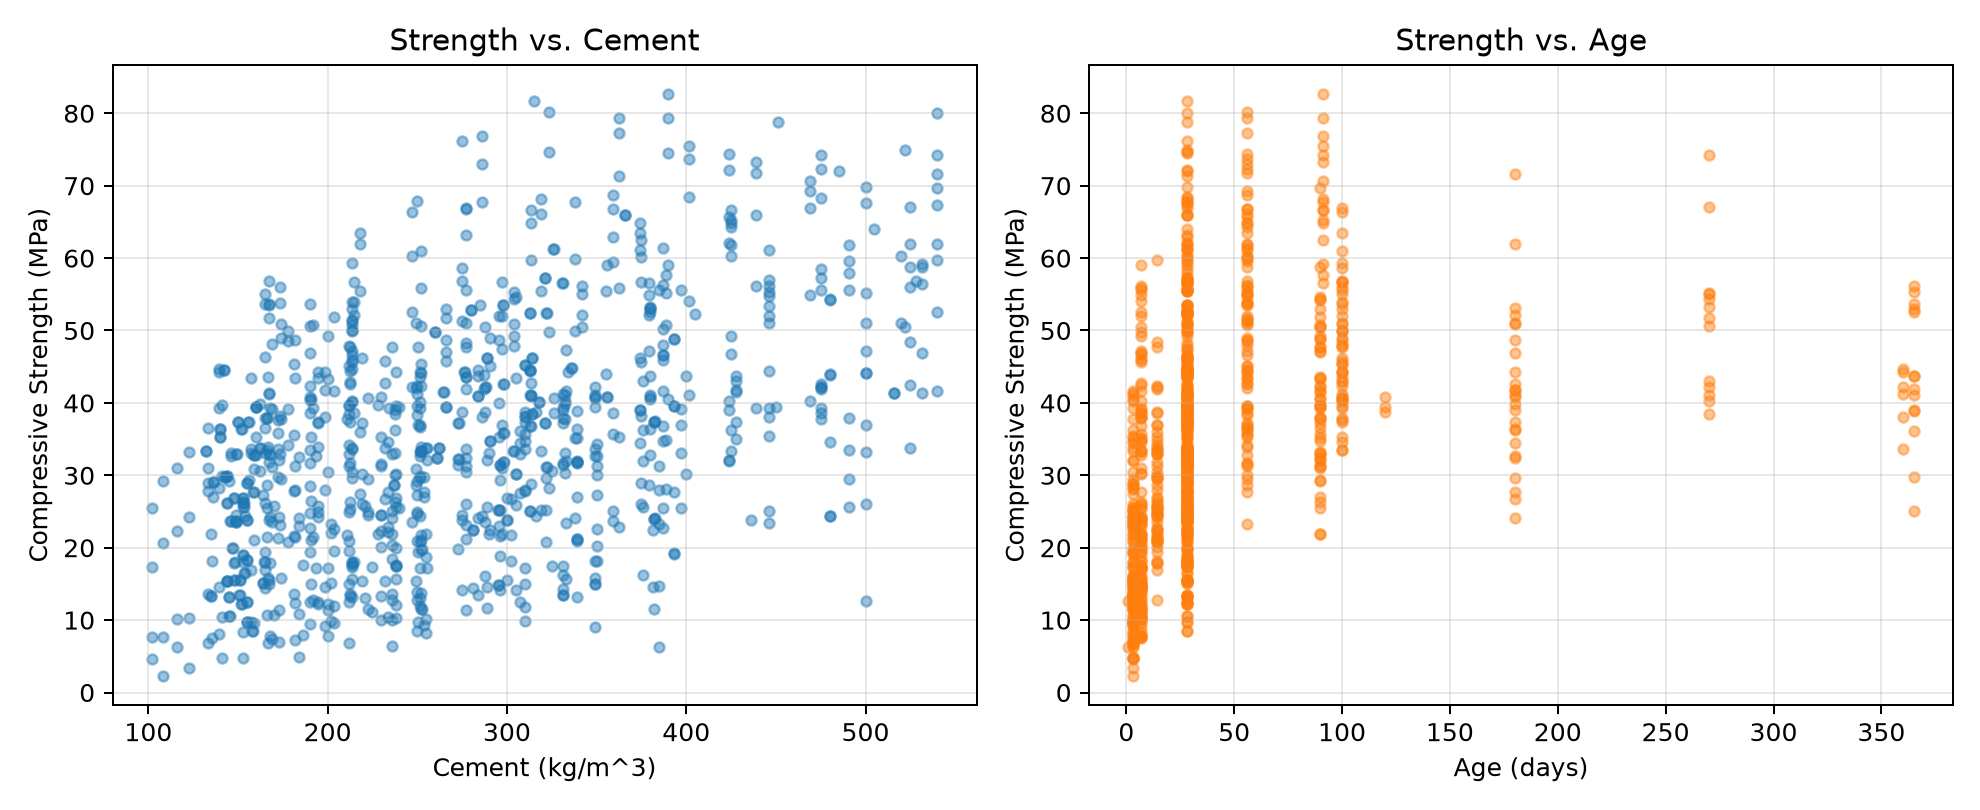 Strength vs. Cement
80
70
60
50
40
30
20
10
0
Compressive Strength (MPa)
100 200 300 400 500
Cement (kg/m^3)
Strength vs. Age
80
70
60
50
40
30
20
10
0
Compressive Strength (MPa)
0 50 100 150 200 250 300 350
Age (days)